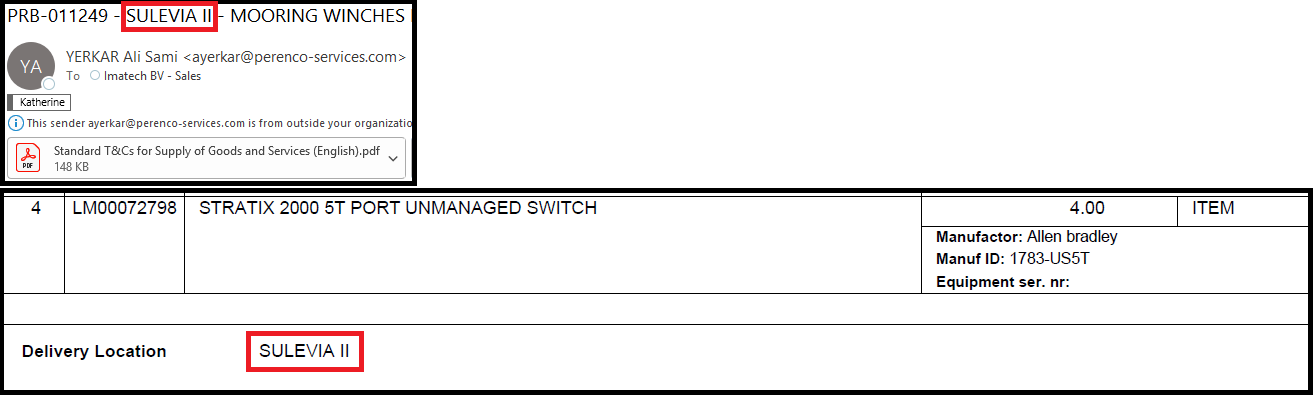 PRB-011249 - SULEVIA II - MOORING WINCHES
YA
YERKAR Ali Sami <ayerkar@perenco-services.com>
To Imatech BV - Sales
Katherine
This sender ayerkar@perenco-services.com is from outside your organizatio
PDF
Standard T&Cs for Supply of Goods and Services (English).pdf
148 KB
4 LM00072798 STRATIX 2000 5T PORT UNMANAGED SWITCH 4.00 ITEM
Manufactor: Allen bradley
Manuf ID: 1783-US5T
Equipment ser. nr:
Delivery Location SULEVIA II